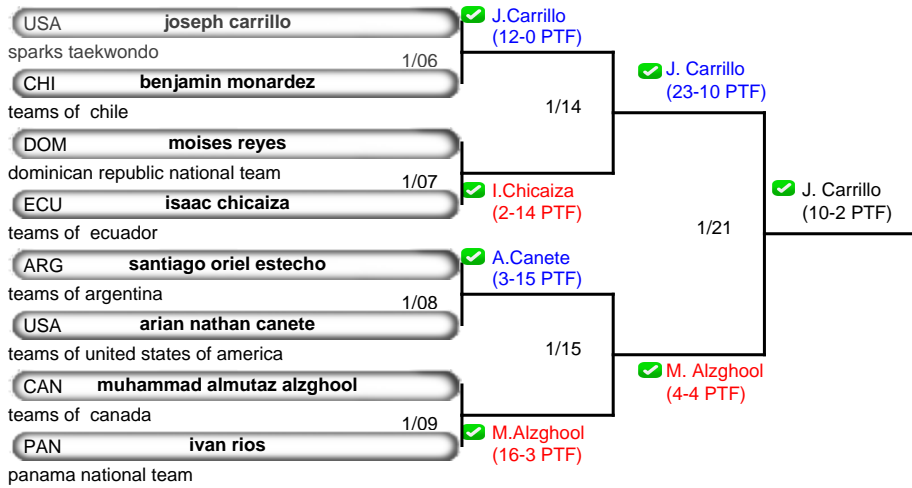 USA joseph carrillo
sparks taekwondo
1/06
CHI benjamin monardez
teams of chile
DOM moises reyes
dominican republic national team
1/07
ECU isaac chicaiza
teams of ecuador
ARG santiago oriel estecho
teams of argentina
1/08
USA arian nathan canete
teams of united states of america
CAN muhammad almutaz alzghool
teams of canada
1/09
PAN ivan rios
panama national team
J.Carrillo
(12-0 PTF)
1/14
I.Chicaiza
(2-14 PTF)
A.Canete
(3-15 PTF)
1/15
M.Alzghool
(16-3 PTF)
J. Carrillo
(23-10 PTF)
1/21
M. Alzghool
(4-4 PTF)
J. Carrillo
(10-2 PTF)